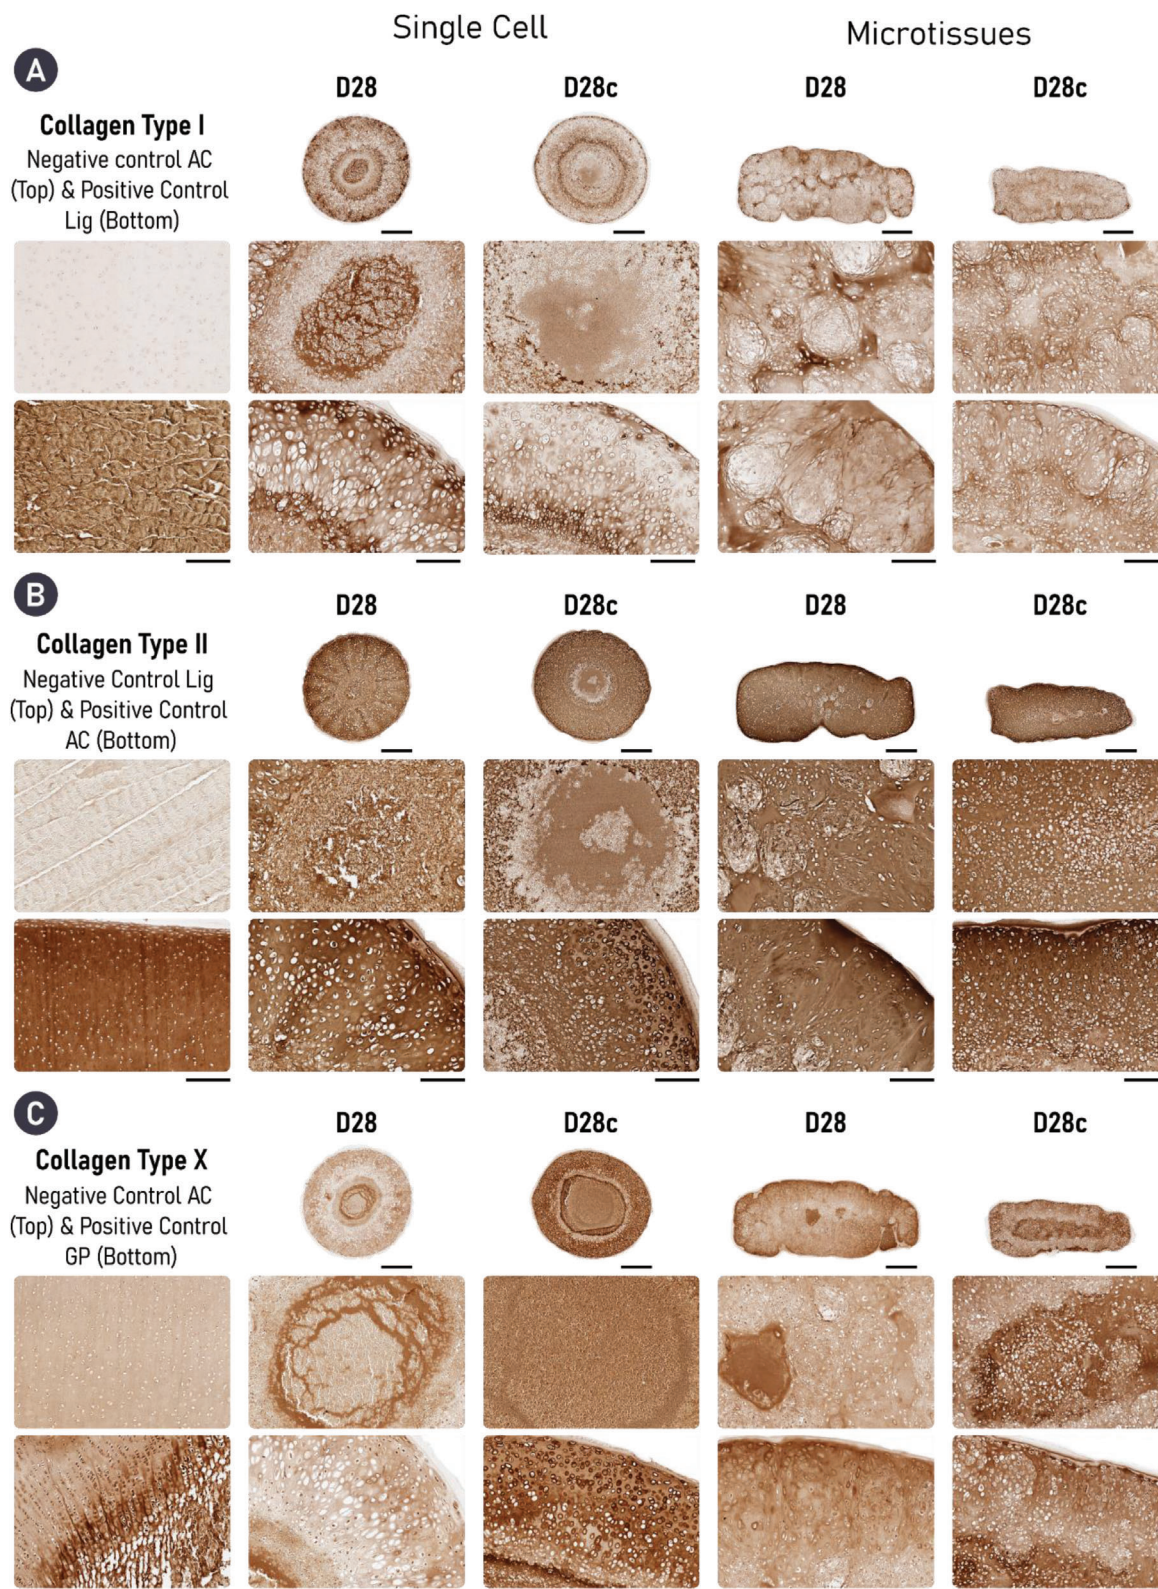 Single Cell
Microtissues
A
D28
D28c
D28
D28c
Collagen Type I
Negative control AC
(Top) & Positive Control
Lig (Bottom)
B
D28
D28c
D28
D28c
Collagen Type II
Negative Control Lig
(Top) & Positive Control
AC (Bottom)
C
D28
D28c
D28
D28c
Collagen Type X
Negative Control AC
(Top) & Positive Control
GP (Bottom)